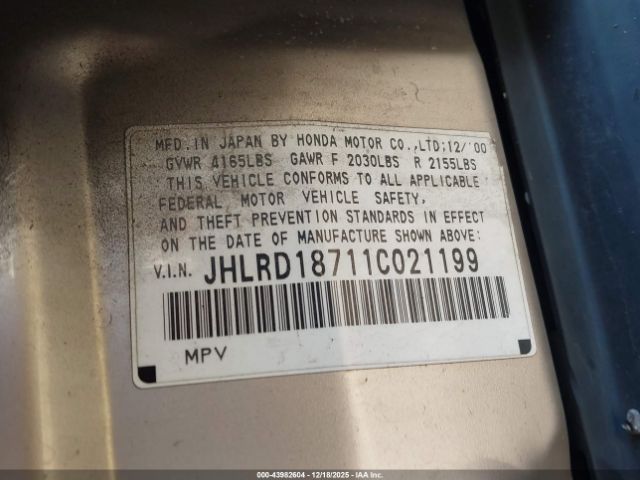 MFD. IN JAPAN BY HONDA MOTOR CO.,LTD;12/'00
GVWR 4165LBS GAWR F 2030LBS R 2155LBS
THIS VEHICLE CONFORMS TO ALL APPLICABLE
FEDERAL MOTOR VEHICLE SAFETY,
AND THEFT PREVENTION STANDARDS IN EFFECT
ON THE DATE OF MANUFACTURE SHOWN ABOVE:
V.I.N. JHLRD18711C021199
MPV
000-43982604 - 12/18/2025 - IAAI.COM